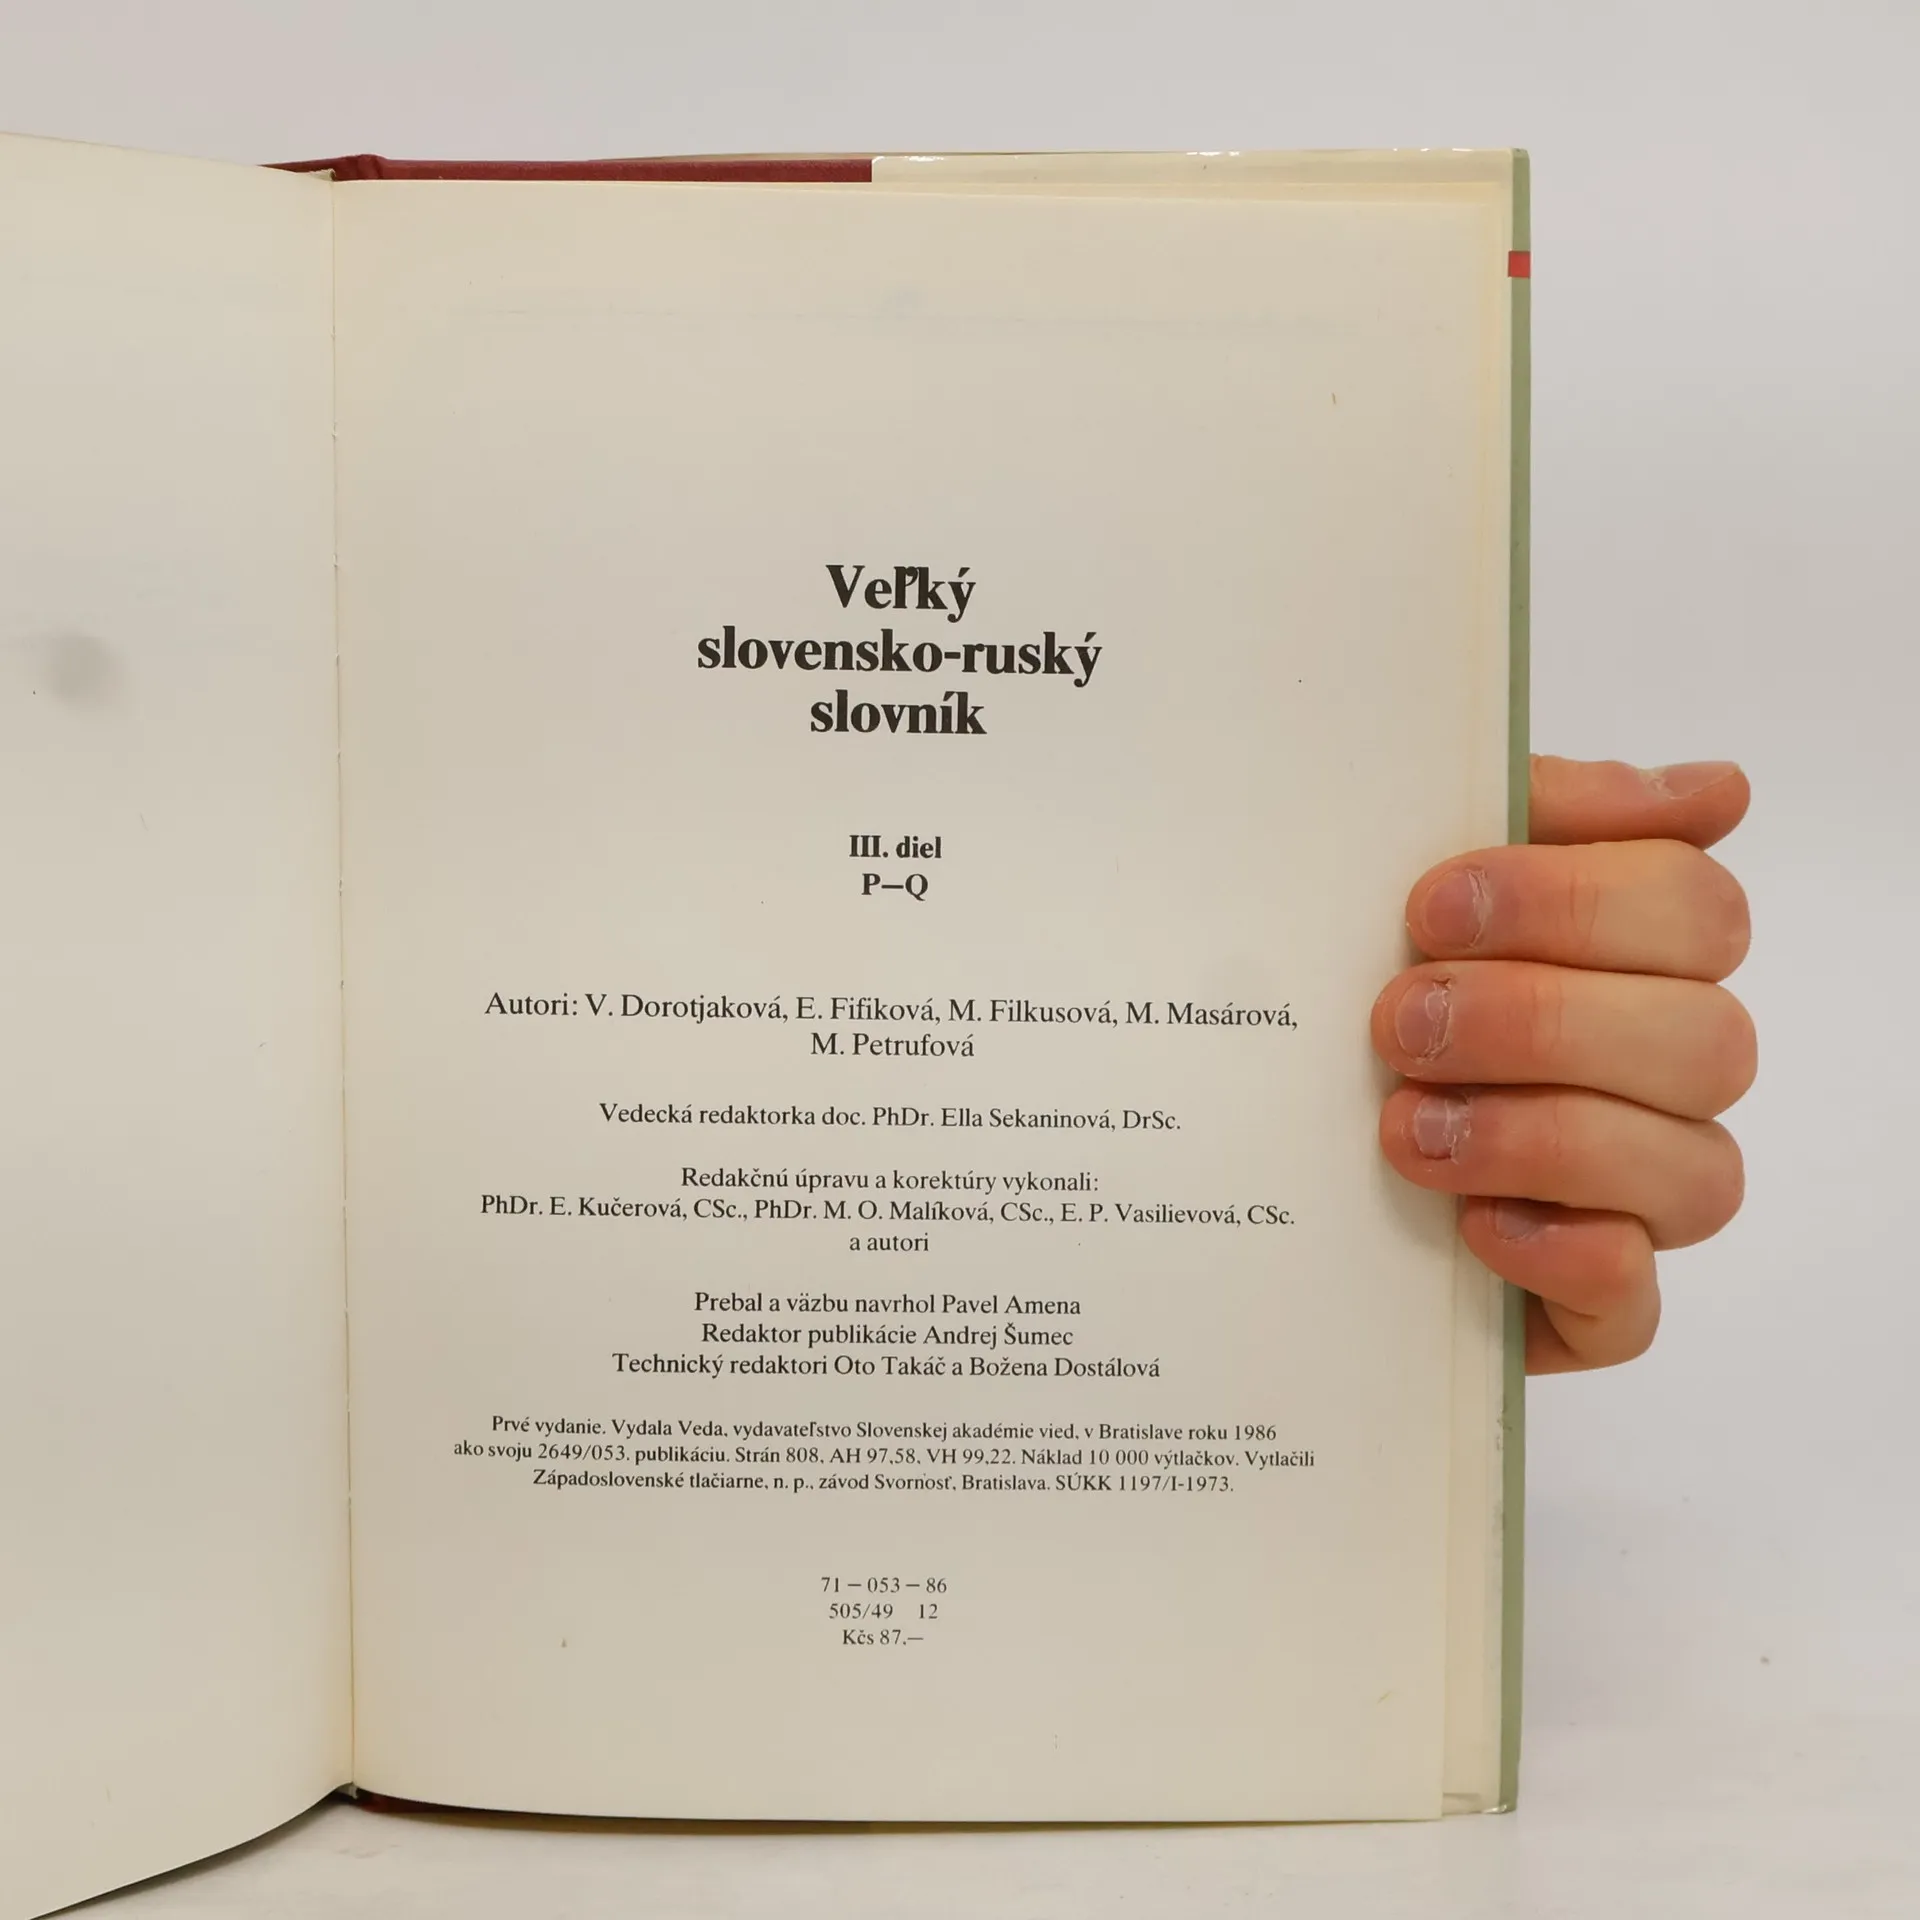 Veľký
slovensko-ruský
slovník
III. diel
P—Q
Autori: V. Dorotjaková, E. Fifiková, M. Filkusová, M. Masárová,
M. Petrufová
Vedecká redaktorka doc. PhDr. Ella Sekaninová, DrSc.
Redakčnú úpravu a korektúry vykonali:
PhDr. E. Kučerová, CSc., PhDr. M. O. Malíková, CSc., E. P. Vasilievová, CSc.
a autori
Prebal a väzbu navrhol Pavel Amena
Redaktor publikácie Andrej Šumec
Technický redaktori Oto Takáč a Božena Dostálová
Prvé vydanie. Vydala Veda, vydavateľstvo Slovenskej akadémie vied, v Bratislave roku 1986
ako svoju 2649/053. publikáciu. Strán 808, AH 97,58, VH 99,22. Náklad 10 000 výtlačkov. Vytlačili
Západoslovenské tlačiarne, n. p., závod Svornosť, Bratislava. SÚKK 1197/I-1973.
71 — 053 — 86
505/49 12
Kčs 87,—